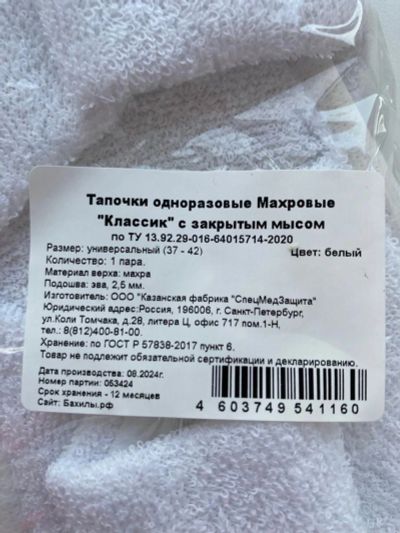 Тапочки одноразовые Махровые
"Классик" с закрытым мысом
по ТУ 13.92.29-016-64015714-2020
Размер: универсальный (37 - 42) Цвет: белый
Количество: 1 пара.
Материал верха: махра
Подошва: эва, 2,5 мм.
Изготовитель: ООО "Казанская фабрика "СпецМедЗащита"
Юридический адрес:Россия, 196006, г. Санкт-Петербург,
ул.Коли Томчака, д.28, литера Ц, офис 717 пом.1-Н,
тел.: 8(812)400-81-00.
Хранение: по ГОСТ Р 57838-2017 пункт 6.
Товар не подлежит обязательной сертификации и декларированию.
Дата производства: 08.2024г.
Номер партии: 053424
Срок хранения - 12 месяцев
Сайт: Бахилы.рф
4 603749 541160